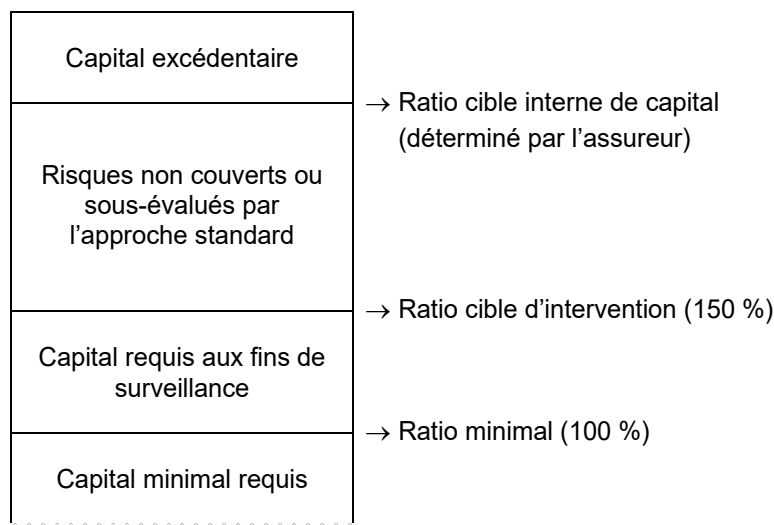 Capital excédentaire
→ Ratio cible interne de capital
(déterminé par l’assureur)
Risques non couverts ou
sous-évalués par
l’approche standard
→ Ratio cible d’intervention (150 %)
Capital requis aux fins de
surveillance
→ Ratio minimal (100 %)
Capital minimal requis